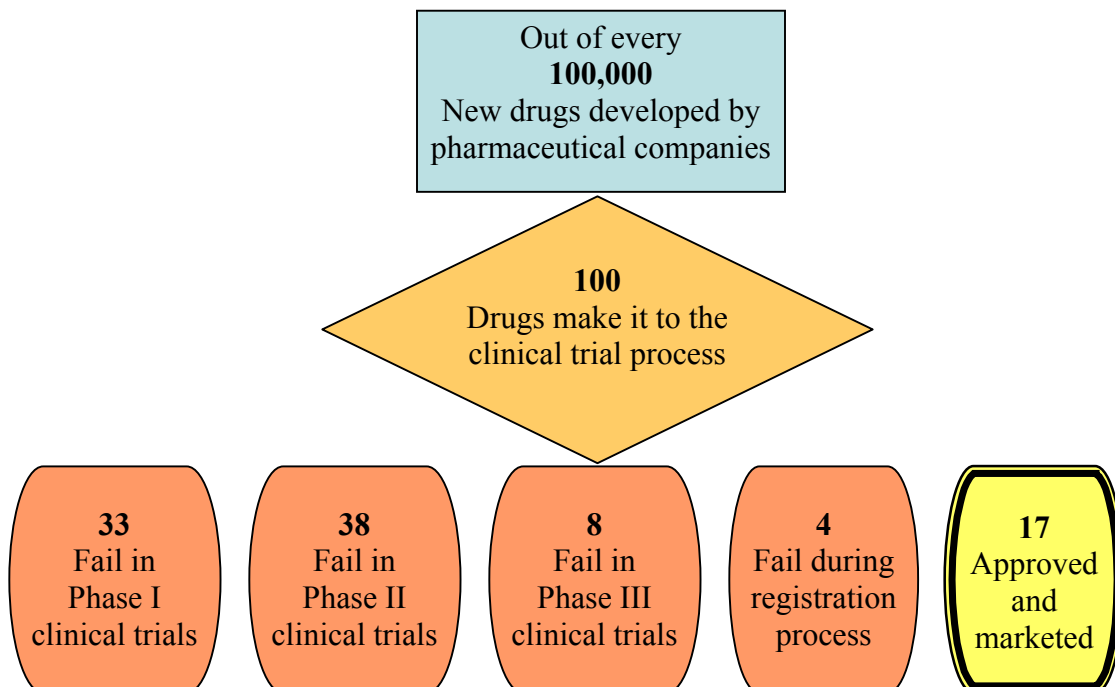 Out of every
100,000
New drugs developed by
pharmaceutical companies
100
Drugs make it to the
clinical trial process
33
Fail in
Phase I
clinical trials
38
Fail in
Phase II
clinical trials
8
Fail in
Phase III
clinical trials
4
Fail during
registration
process
17
Approved
and
marketed